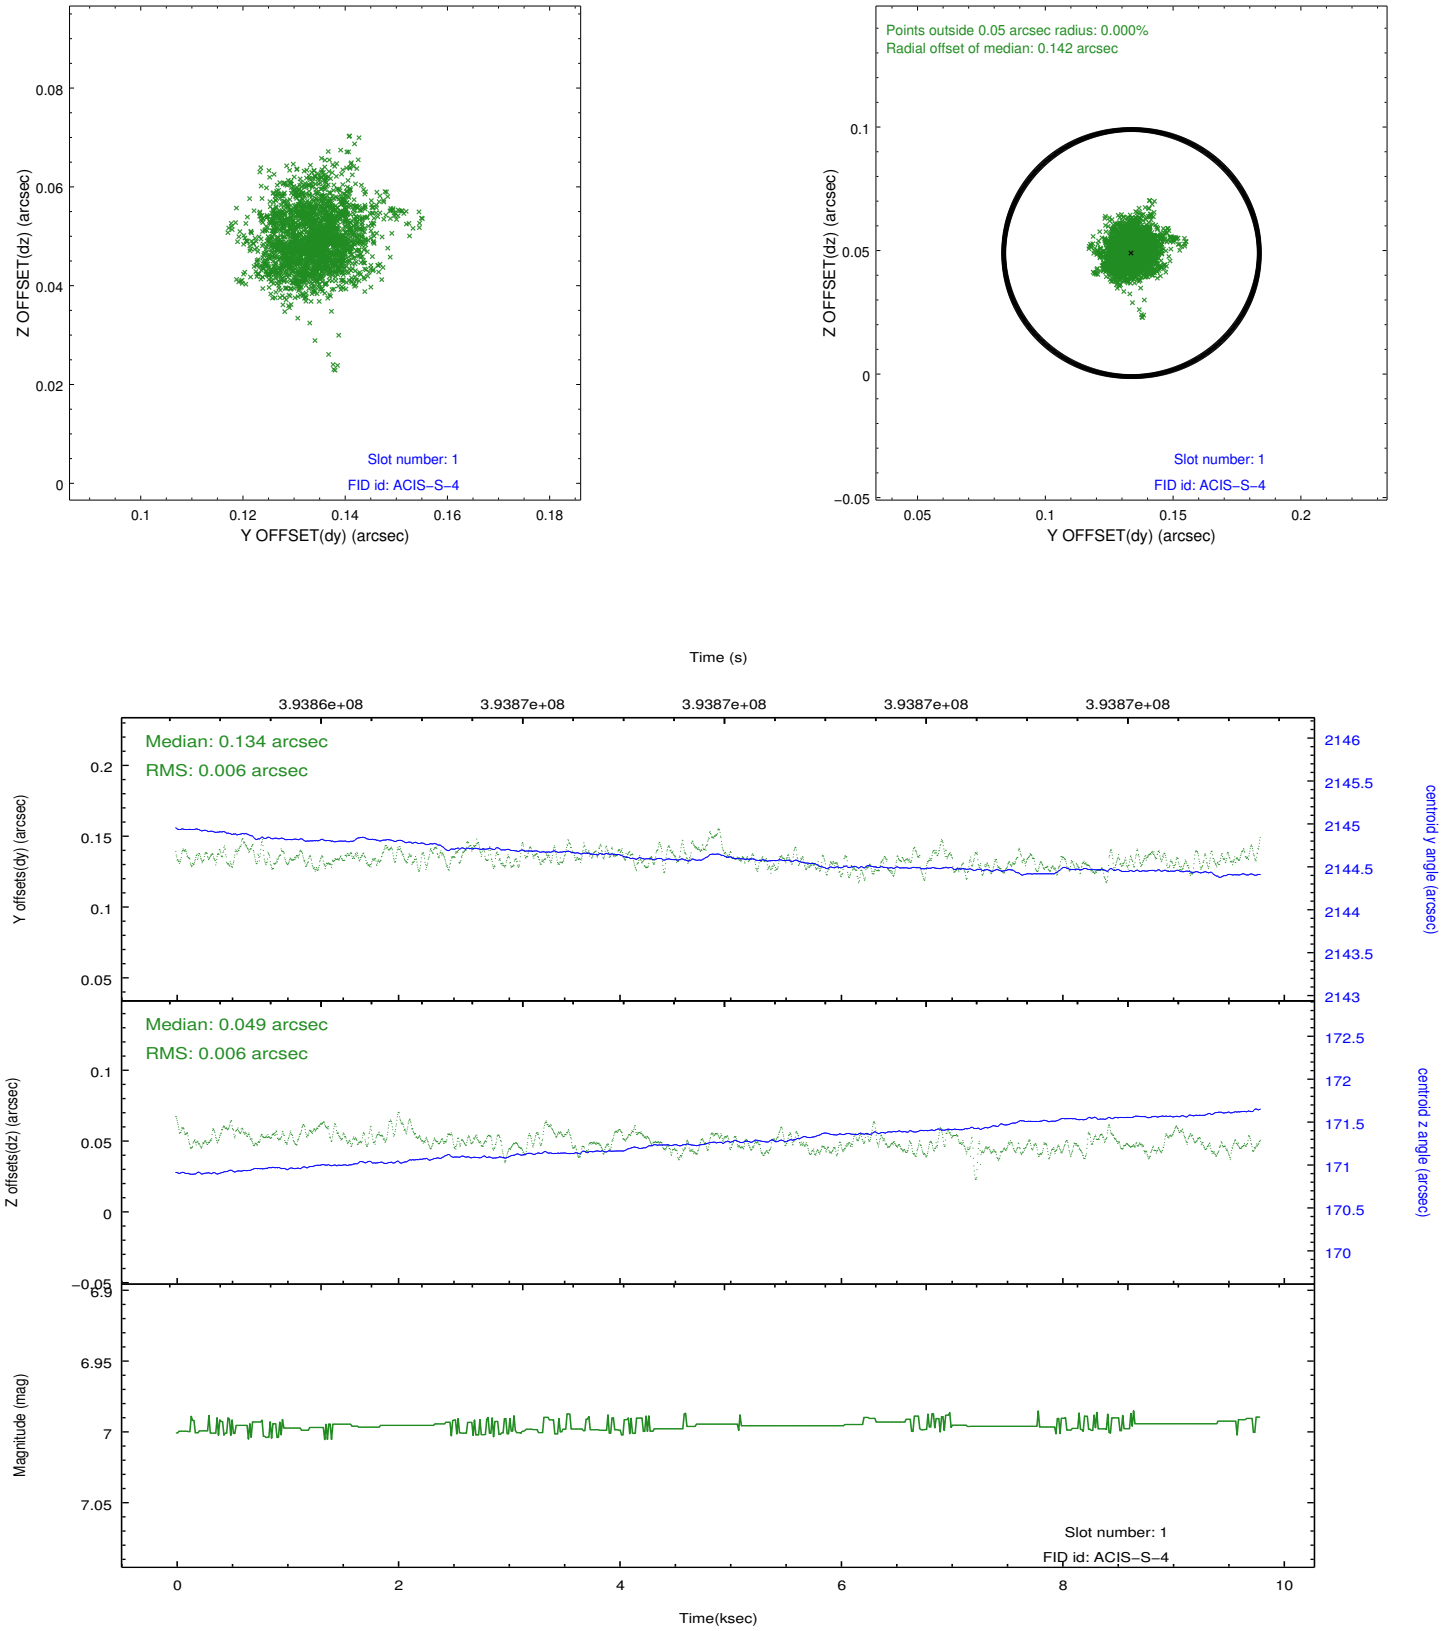 0.08
0.06
0.04
0.02
0
Z OFFSET(dz) (arcsec)
Slot number: 1
FID id: ACIS−S−4
0.1
0.12
0.14
0.16
0.18
Y OFFSET(dy) (arcsec)
Points outside 0.05 arcsec radius: 0.000%
Radial offset of median: 0.142 arcsec
0.1
0.05
0
−0.05
Z OFFSET(dz) (arcsec)
Slot number: 1
FID id: ACIS−S−4
0.05
0.1
0.15
0.2
Y OFFSET(dy) (arcsec)
Time (s)
3.9386e+08
3.9387e+08
3.9387e+08
3.9387e+08
3.9387e+08
Median: 0.134 arcsec
RMS: 0.006 arcsec
0.2
0.15
0.1
0.05
Y offsets(dy) (arcsec)
2146
2145.5
2145
2144.5
2144
2143.5
2143
centroid y angle (arcsec)
Median: 0.049 arcsec
RMS: 0.006 arcsec
0.1
0.05
0
−0.05
Z offsets(dz) (arcsec)
172.5
172
171.5
171
170.5
170
centroid z angle (arcsec)
6.9
6.95
7
7.05
Magnitude (mag)
Slot number: 1
FID id: ACIS−S−4
0
2
4
6
8
10
Time(ksec)